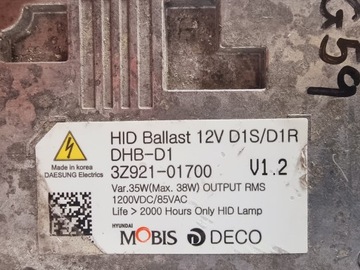 G59
HID Ballast 12V D1S/D1R
DHB-D1
3Z921-01700 V1.2
Made in korea
DAESUNG Electrics
Var.35W(Max. 38W) OUTPUT RMS
1200VDC/85VAC
Life > 2000 Hours Only HID Lamp
HYUNDAI
MOBIS DECO